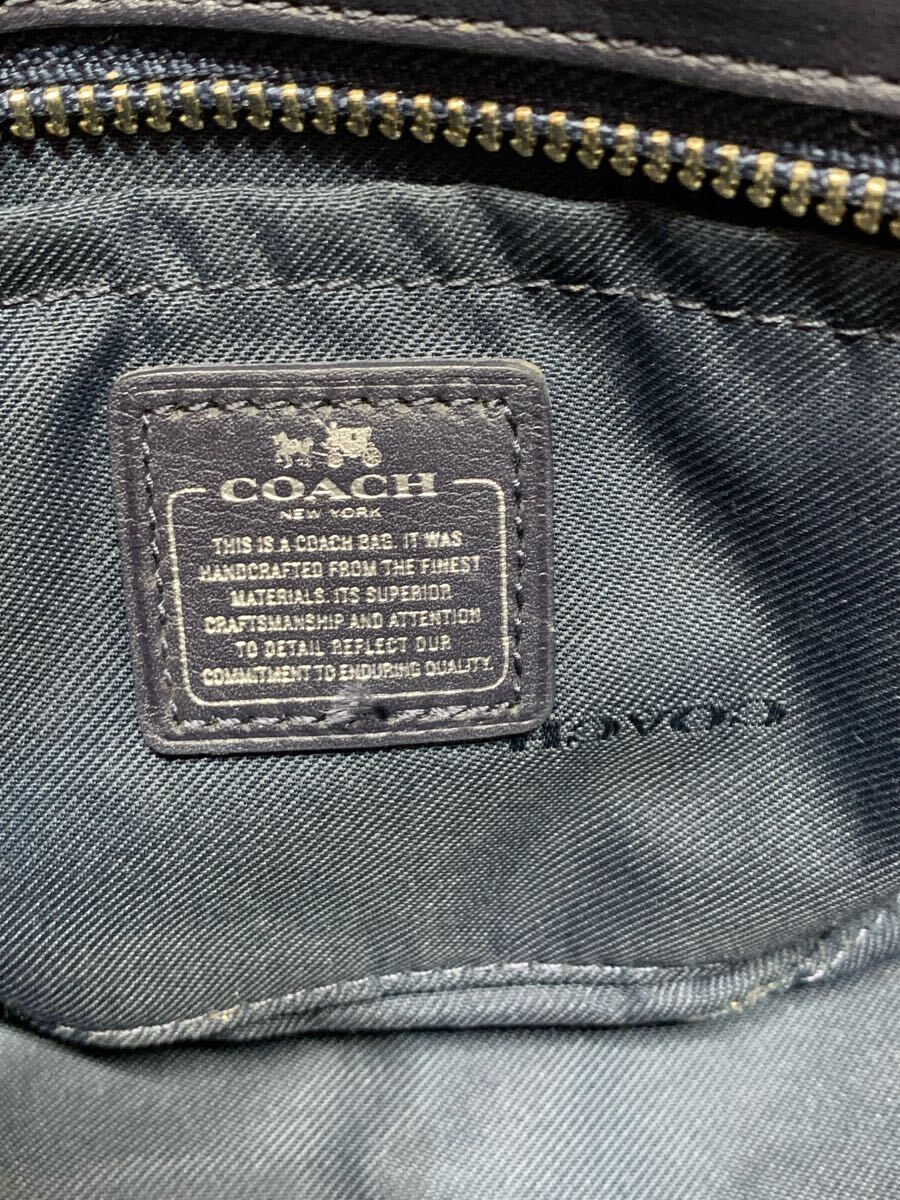 COACH
NEW YORK
THIS IS A COACH BAG. IT WAS
HANDCRAFTED FROM THE FINEST
MATERIALS. ITS SUPERIOR
CRAFTSMANSHIP AND ATTENTION
TO DETAIL REFLECT OUR
COMMITMENT TO ENDURING QUALITY.
COACH